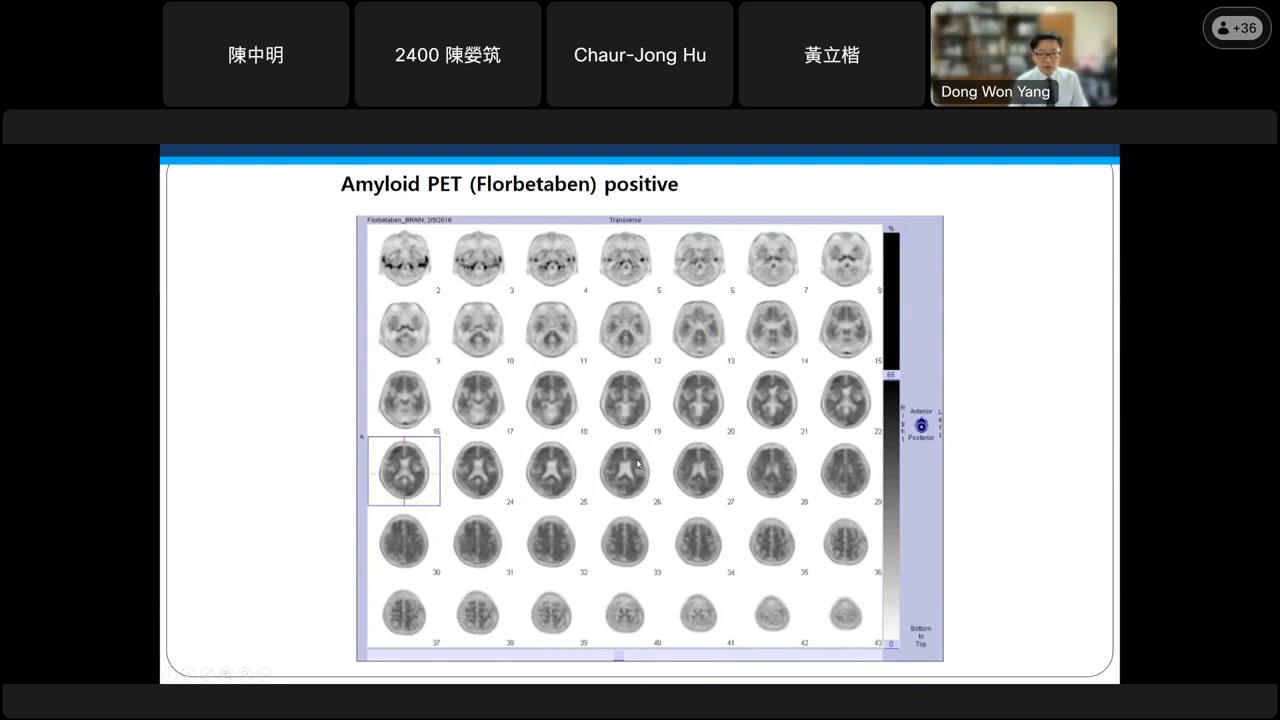 陳中明
2400 陳嫈筑
Chaur-Jong Hu
黃立楷
Dong Won Yang
+36
Amyloid PET (Florbetaben) positive
Florbetaben_BRAIN, 2/5/2016
Transverse
%
2 3 4 5 6 7 8
9 10 11 12 13 14 15
65
16 17 18 19 20 21 22
Right
Anterior
Left
Posterior
A
24 25 26 27 28 29
30 31 32 33 34 35 36
37 38 39 40 41 42 43
0
Bottom
to
Top